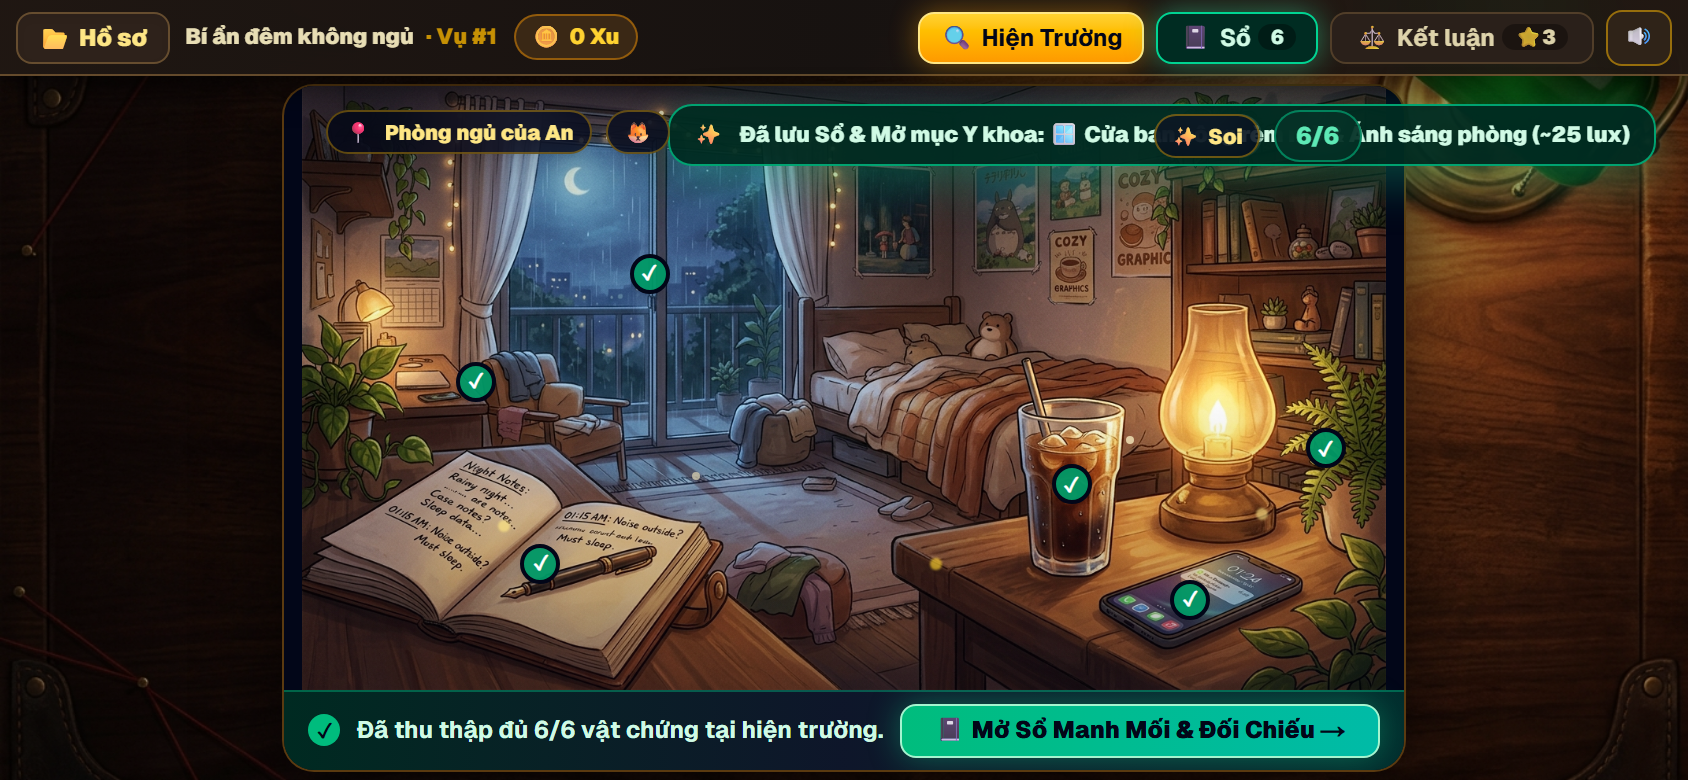 Hồ sơ
Bí ẩn đêm không ngủ · Vụ #1
0 Xu
Hiện Trường
Sổ 6
Kết luận 3
Phòng ngủ của An
Đã lưu Sổ & Mở mục Y khoa: Cửa
Soi
6/6
Ánh sáng phòng (~25 lux)
COZY
GRAPHIC
COZY
GRAPHICS
Night Notes:
Rainy night...
are notes..
Case notes?
Sleep data...
01:15 AM: Noise outside?
Must sleep.
01:15 AM: Noise outside?
Must sleep.
01:24
Đã thu thập đủ 6/6 vật chứng tại hiện trường.
Mở Sổ Manh Mối & Đối Chiếu →